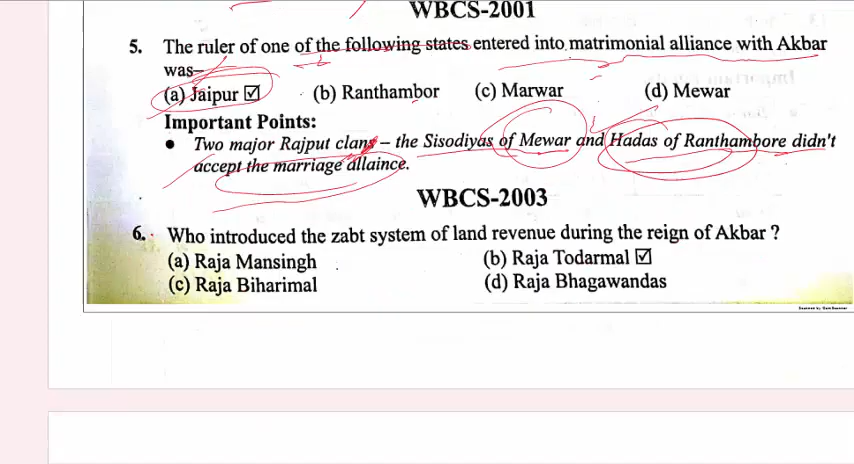 WBCS-2001
5. The ruler of one of the following states entered into matrimonial alliance with Akbar
was–
(a) Jaipur ☑ (b) Ranthambor (c) Marwar (d) Mewar
Important Points:
● Two major Rajput clans – the Sisodiyas of Mewar and Hadas of Ranthambore didn't
accept the marriage allaince.
WBCS-2003
6. Who introduced the zabt system of land revenue during the reign of Akbar ?
(a) Raja Mansingh (b) Raja Todarmal ☑
(c) Raja Biharimal (d) Raja Bhagawandas